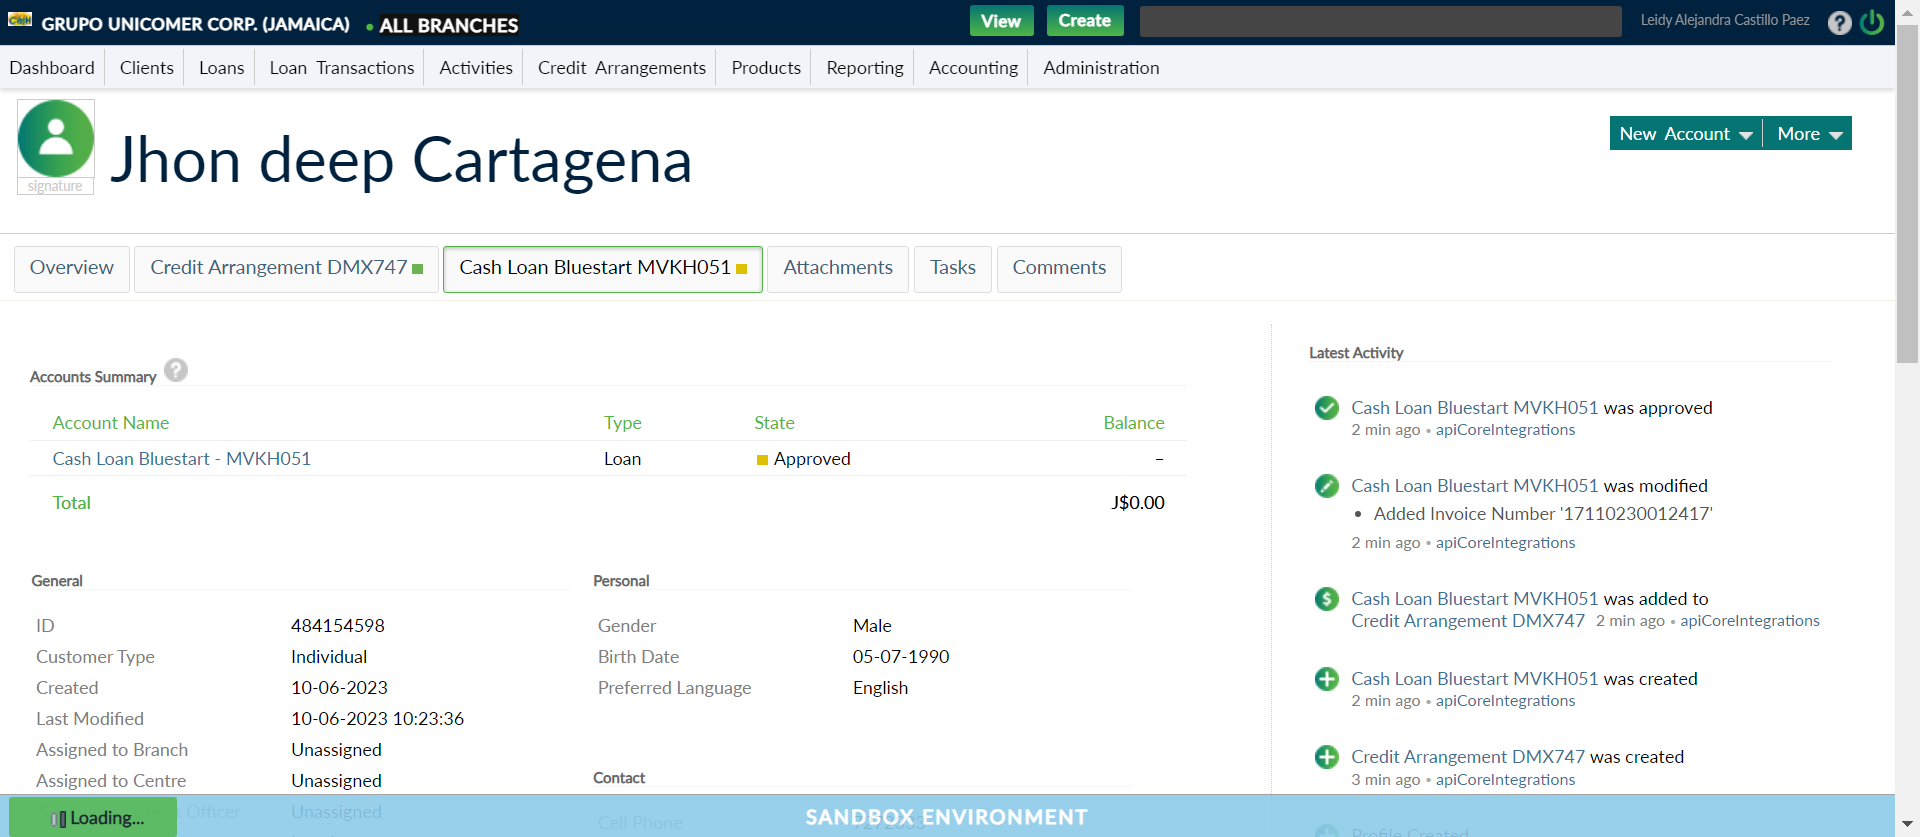 Cash GRUPO UNICOMER CORP. (JAMAICA) ALL BRANCHES View Create Leidy Alejandra Castillo Paez ?
Dashboard Clients Loans Loan Transactions Activities Credit Arrangements Products Reporting Accounting Administration
signature
Jhon deep Cartagena
New Account More
Overview Credit Arrangement DMX747 Cash Loan Bluestart MVKH051 Attachments Tasks Comments
Accounts Summary ?
Account Name Type State Balance
Cash Loan Bluestart - MVKH051 Loan Approved –
Total J$0.00
General
ID 484154598
Customer Type Individual
Created 10-06-2023
Last Modified 10-06-2023 10:23:36
Assigned to Branch Unassigned
Assigned to Centre Unassigned
Officer Unassigned
Personal
Gender Male
Birth Date 05-07-1990
Preferred Language English
Contact
Cell Phone
Latest Activity
Cash Loan Bluestart MVKH051 was approved
2 min ago • apiCoreIntegrations
Cash Loan Bluestart MVKH051 was modified
• Added Invoice Number '17110230012417'
2 min ago • apiCoreIntegrations
Cash Loan Bluestart MVKH051 was added to
Credit Arrangement DMX747 2 min ago • apiCoreIntegrations
Cash Loan Bluestart MVKH051 was created
2 min ago • apiCoreIntegrations
Credit Arrangement DMX747 was created
3 min ago • apiCoreIntegrations
Profile Created
Loading...
SANDBOX ENVIRONMENT